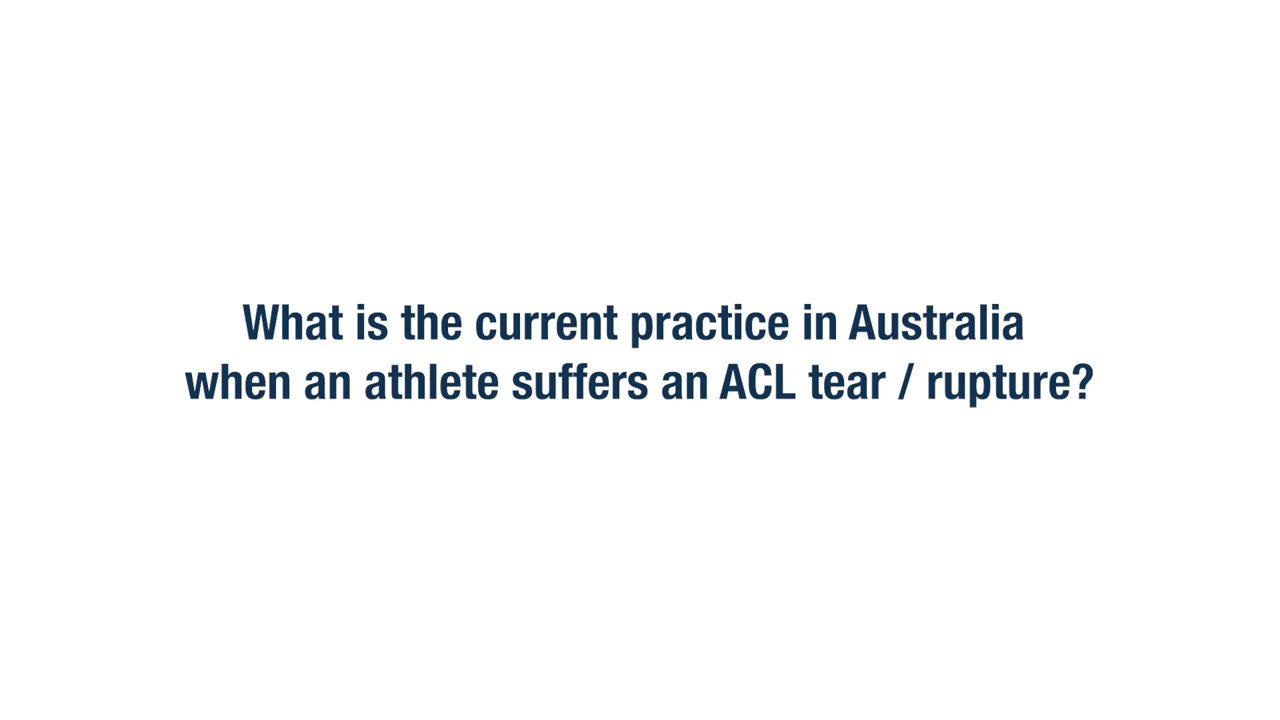 What is the current practice in Australia
when an athlete suffers an ACL tear / rupture?